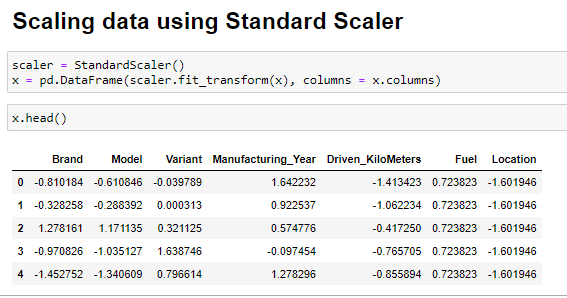 Scaling data using Standard Scaler
scaler = StandardScaler()
x = pd.DataFrame(scaler.fit_transform(x), columns = x.columns)
x.head()
Brand Model Variant Manufacturing_Year Driven_KiloMeters Fuel Location
0 -0.810184 -0.610846 -0.039789 1.642232 -1.413423 0.723823 -1.601946
1 -0.328258 -0.288392 0.000313 0.922537 -1.062234 0.723823 -1.601946
2 1.278161 1.171135 0.321125 0.574776 -0.417250 0.723823 -1.601946
3 -0.970826 -1.035127 1.638746 -0.097454 -0.765705 0.723823 -1.601946
4 -1.452752 -1.340609 0.796614 1.278296 -0.855894 0.723823 -1.601946